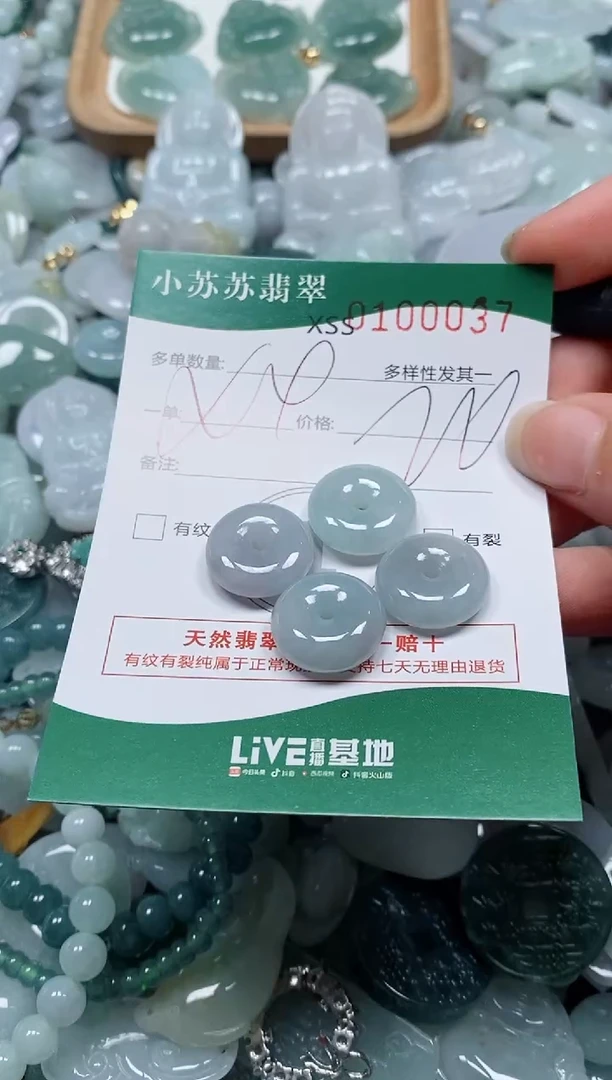 小苏苏翡翠
XSS0100037
多单数量:
多样性发其一
一单
价格:
备注:
有纹
有裂
天然翡翠 一赔十
有纹有裂纯属于正常现 持七天无理由退货
LIVE直播基地
今日头条 抖音 西瓜视频 抖音火山版